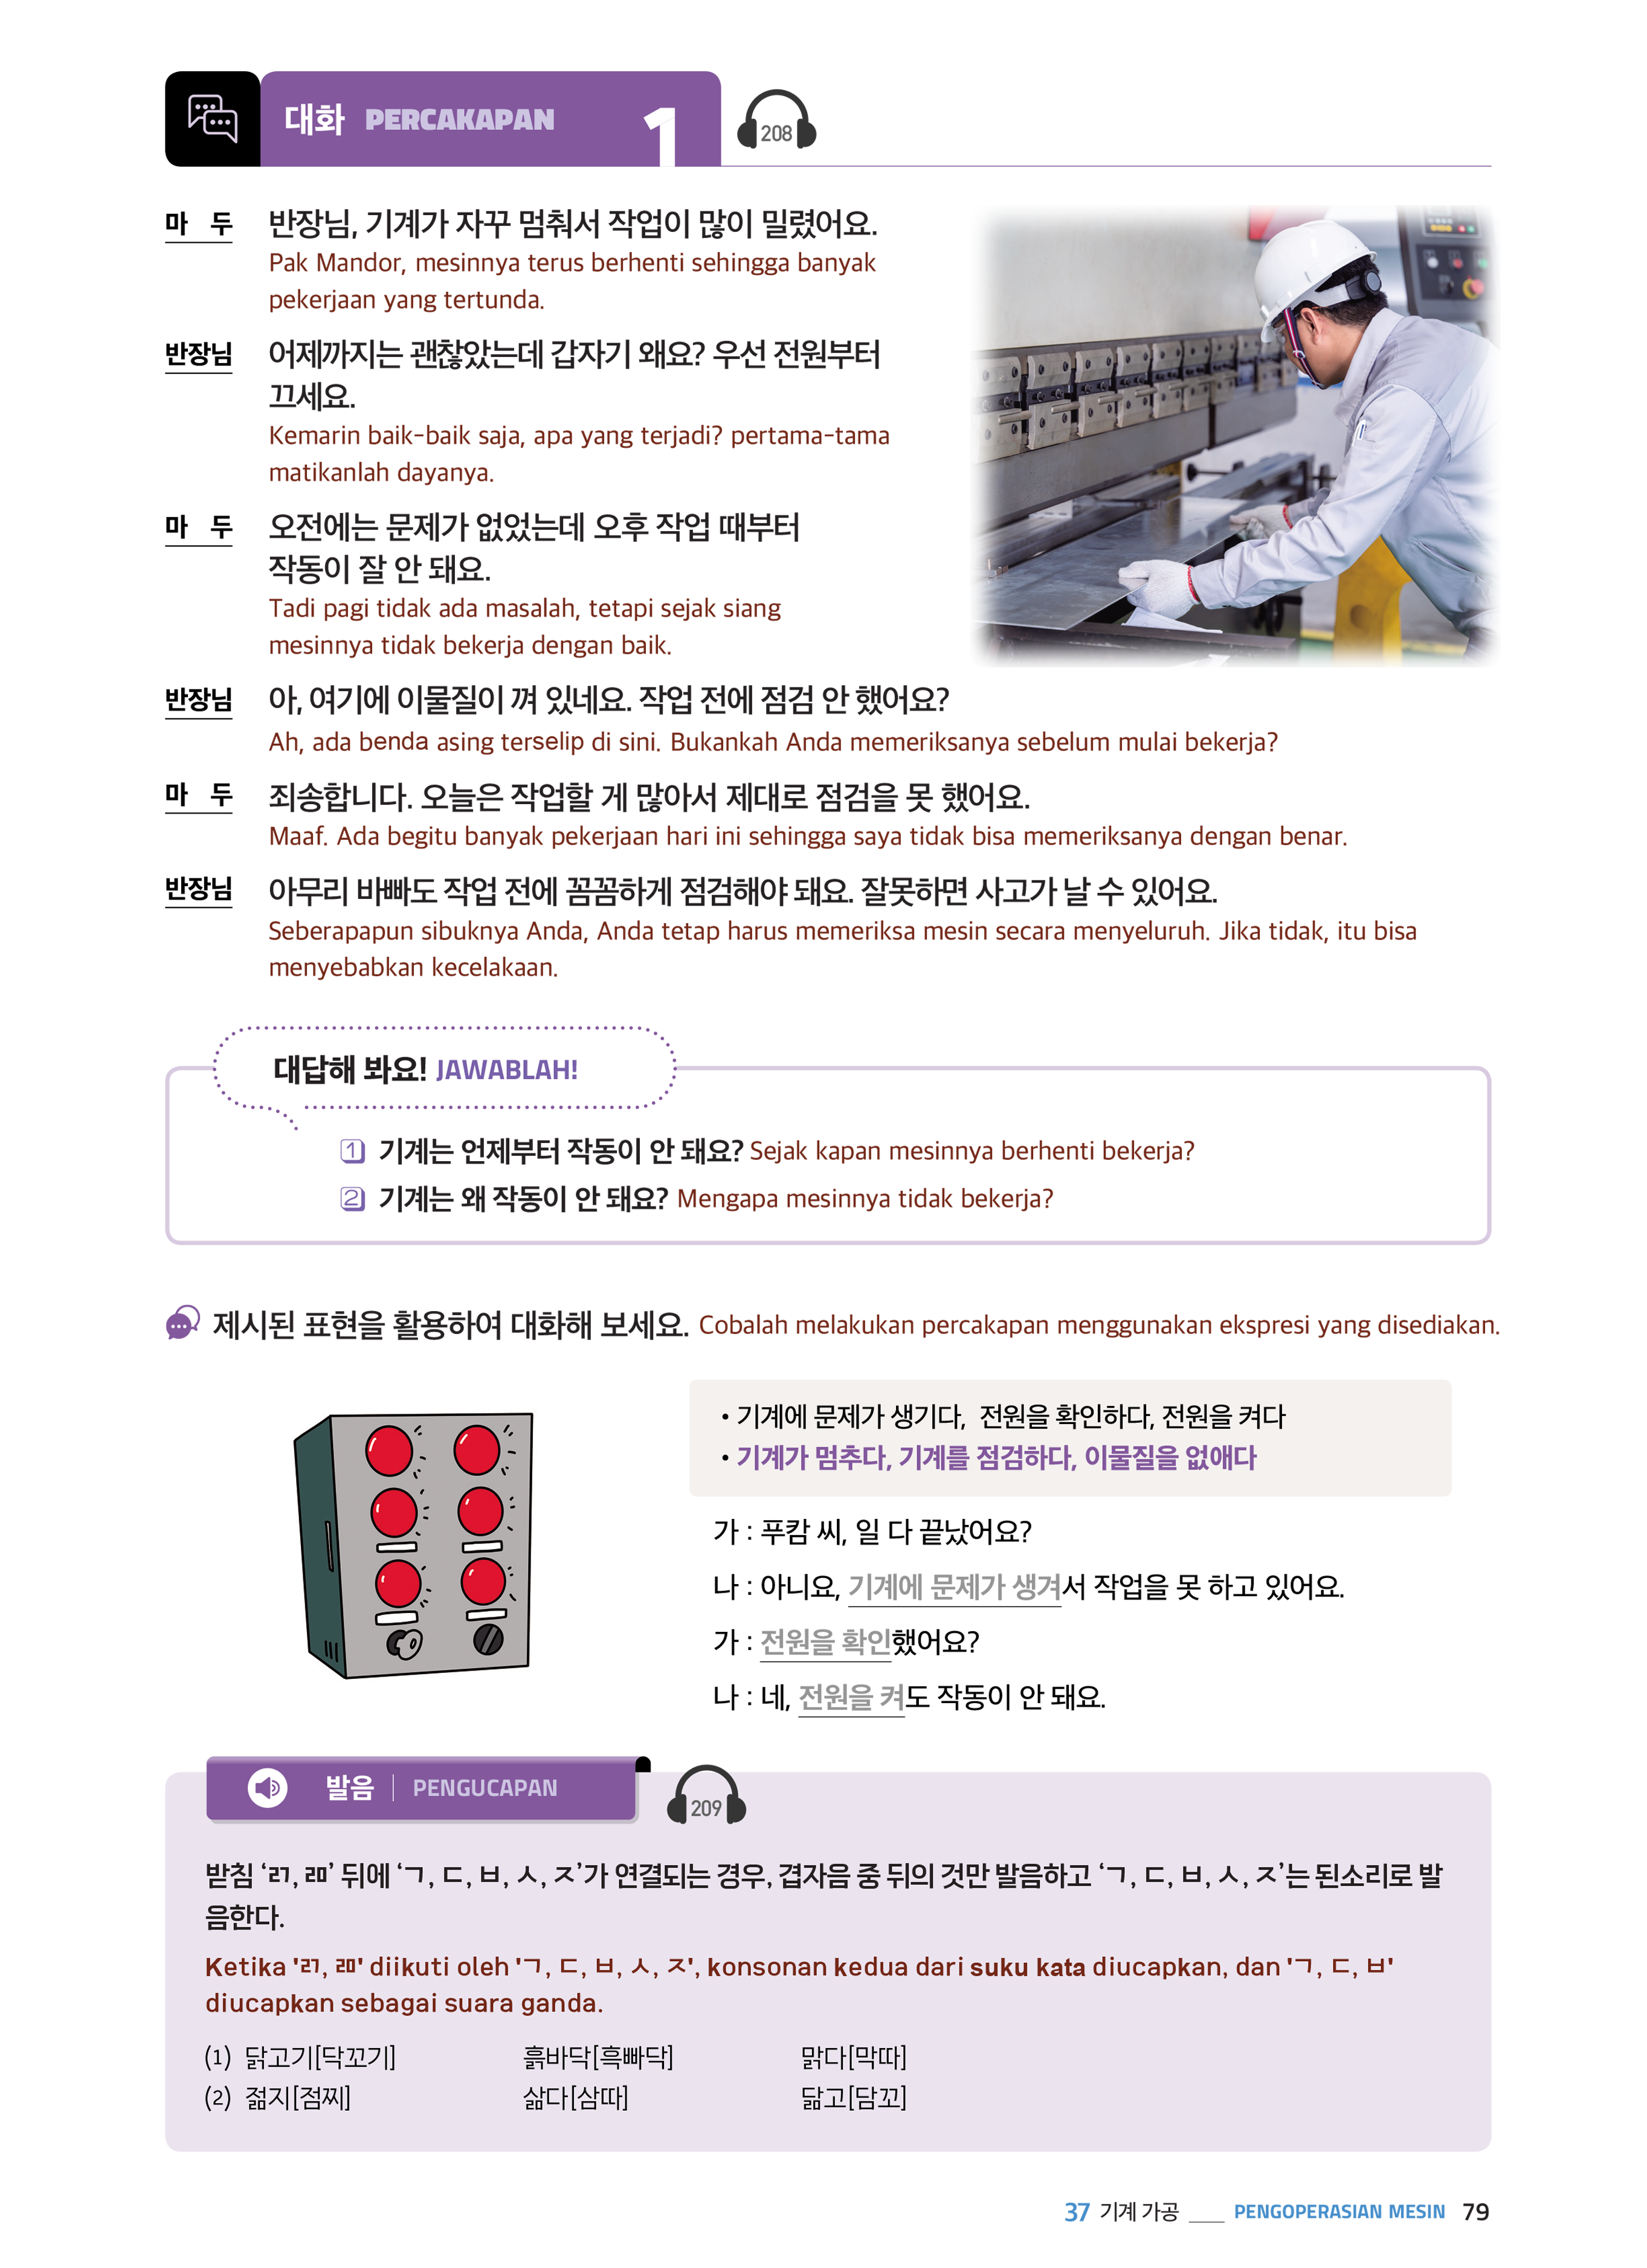 대화 PERCAKAPAN 1
208
마 두 반장님, 기계가 자꾸 멈춰서 작업이 많이 밀렸어요.
Pak Mandor, mesinnya terus berhenti sehingga banyak
pekerjaan yang tertunda.
반장님 어제까지는 괜찮았는데 갑자기 왜요? 우선 전원부터
끄세요.
Kemarin baik-baik saja, apa yang terjadi? pertama-tama
matikanlah dayanya.
마 두 오전에는 문제가 없었는데 오후 작업 때부터
작동이 잘 안 돼요.
Tadi pagi tidak ada masalah, tetapi sejak siang
mesinnya tidak bekerja dengan baik.
반장님 아, 여기에 이물질이 껴 있네요. 작업 전에 점검 안 했어요?
Ah, ada benda asing terselip di sini. Bukankah Anda memeriksanya sebelum mulai bekerja?
마 두 죄송합니다. 오늘은 작업할 게 많아서 제대로 점검을 못 했어요.
Maaf. Ada begitu banyak pekerjaan hari ini sehingga saya tidak bisa memeriksanya dengan benar.
반장님 아무리 바빠도 작업 전에 꼼꼼하게 점검해야 돼요. 잘못하면 사고가 날 수 있어요.
Seberapapun sibuknya Anda, Anda tetap harus memeriksa mesin secara menyeluruh. Jika tidak, itu bisa
menyebabkan kecelakaan.
대답해 봐요! JAWABLAH!
1 기계는 언제부터 작동이 안 돼요? Sejak kapan mesinnya berhenti bekerja?
2 기계는 왜 작동이 안 돼요? Mengapa mesinnya tidak bekerja?
제시된 표현을 활용하여 대화해 보세요. Cobalah melakukan percakapan menggunakan ekspresi yang disediakan.
• 기계에 문제가 생기다, 전원을 확인하다, 전원을 켜다
• 기계가 멈추다, 기계를 점검하다, 이물질을 없애다
가 : 푸캄 씨, 일 다 끝났어요?
나 : 아니요, 기계에 문제가 생겨서 작업을 못 하고 있어요.
가 : 전원을 확인했어요?
나 : 네, 전원을 켜도 작동이 안 돼요.
발음 | PENGUCAPAN
209
받침 ‘ㄺ, ㄻ’ 뒤에 ‘ㄱ, ㄷ, ㅂ, ㅅ, ㅈ’가 연결되는 경우, 겹자음 중 뒤의 것만 발음하고 ‘ㄱ, ㄷ, ㅂ, ㅅ, ㅈ’는 된소리로 발
음한다.
Ketika 'ㄺ, ㄻ' diikuti oleh 'ㄱ, ㄷ, ㅂ, ㅅ, ㅈ', konsonan kedua dari suku kata diucapkan, dan 'ㄱ, ㄷ, ㅂ'
diucapkan sebagai suara ganda.
(1) 닭고기[닥꼬기] 흙바닥[흑빠닥] 맑다[막따]
(2) 젊지[점찌] 삶다[삼따] 닮고[담꼬]
37 기계 가공 ___ PENGOPERASIAN MESIN 79